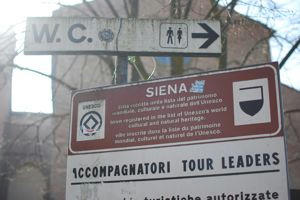 W.C.
SIENA
Città iscritta nella lista del patrimonio
mondiale, culturale e naturale dell'Unesco
town registered in the list of Unesco's world
cultural and natural heritage.
ville inscrite dans la liste du patrimoine
mondial, culturel et naturel de l'Unesco.
UNESCO
ACCOMPAGNATORI TOUR LEADERS
turistiche autorizzate